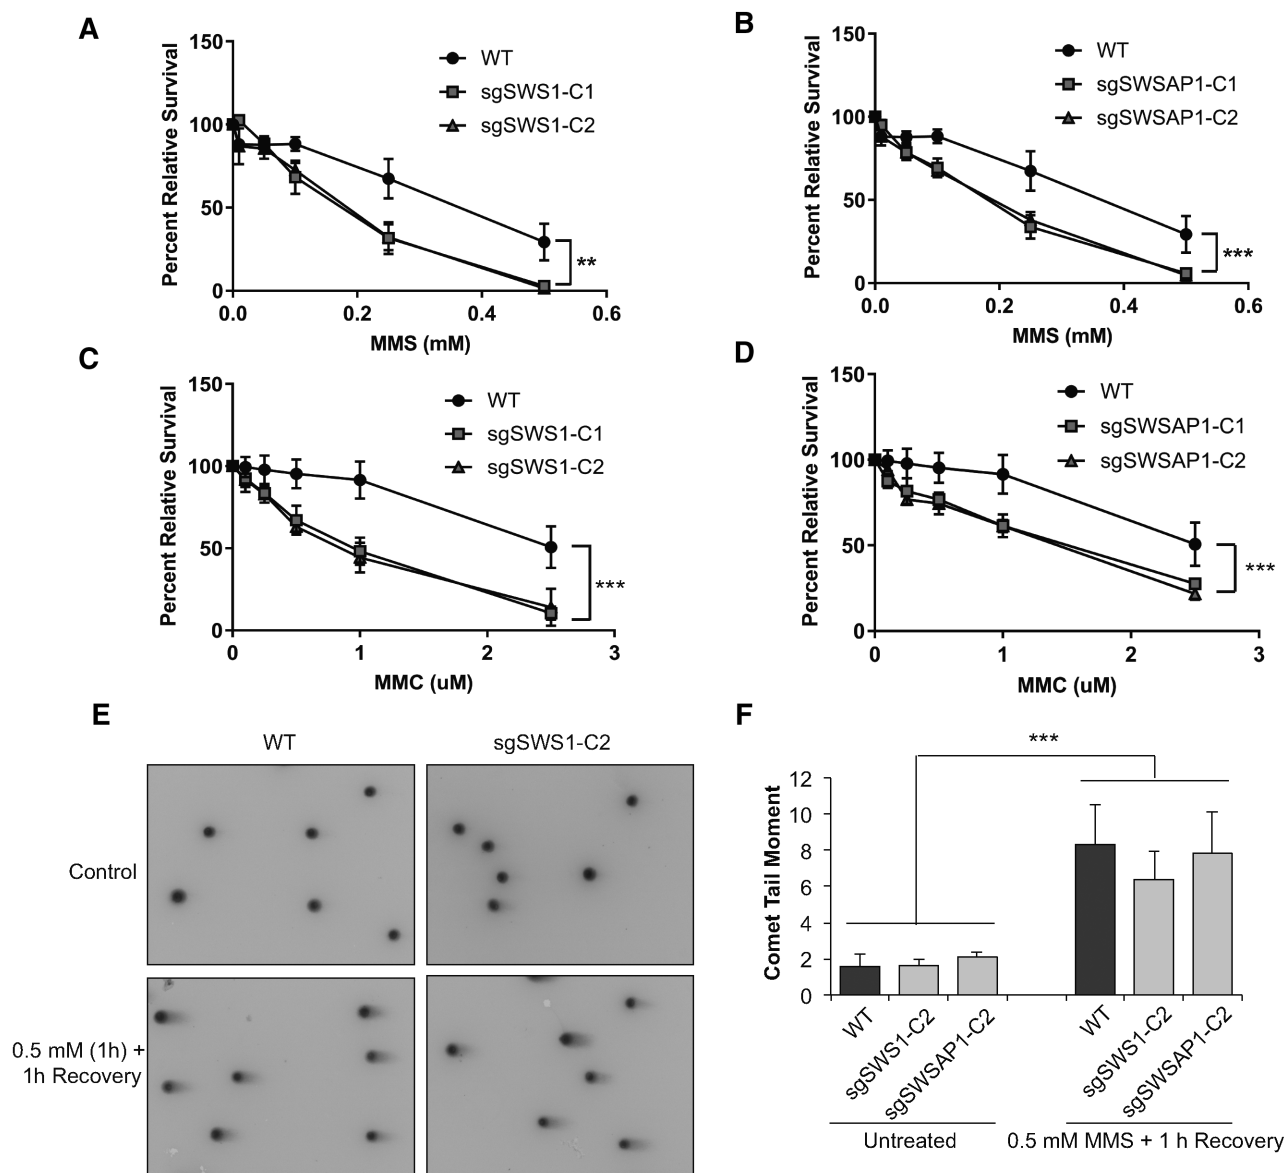 A
Percent Relative Survival
150
100
50
0
0.0 0.2 0.4 0.6
MMS (mM)
WT
sgSWS1-C1
sgSWS1-C2
**
B
Percent Relative Survival
150
100
50
0
0.0 0.2 0.4 0.6
MMS (mM)
WT
sgSWSAP1-C1
sgSWSAP1-C2
***
C
Percent Relative Survival
150
100
50
0
0 1 2 3
MMC (uM)
WT
sgSWS1-C1
sgSWS1-C2
***
D
Percent Relative Survival
150
100
50
0
0 1 2 3
MMC (uM)
WT
sgSWSAP1-C1
sgSWSAP1-C2
***
E
WT sgSWS1-C2
Control
0.5 mM (1h) +
1h Recovery
F
***
Comet Tail Moment
12
10
8
6
4
2
0
WT
sgSWS1-C2
sgSWSAP1-C2
WT
sgSWS1-C2
sgSWSAP1-C2
Untreated
0.5 mM MMS + 1 h Recovery